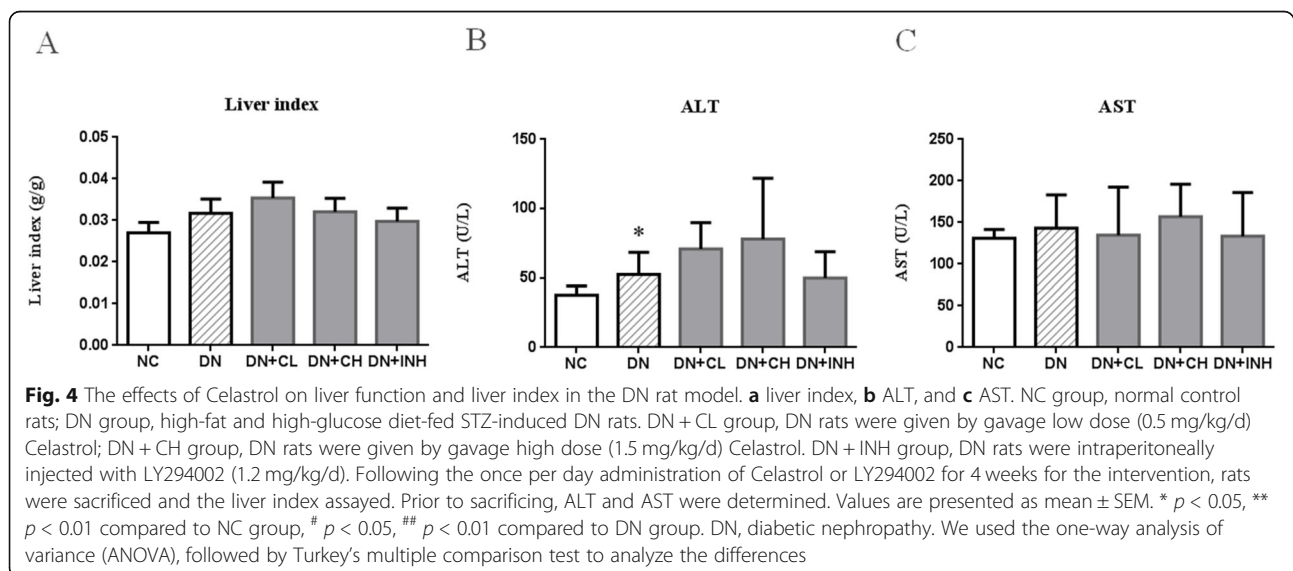 A B C
Liver index ALT AST
Liver index (g/g)
0.05
0.04
0.03
0.02
0.01
0.00
NC DN DN+CL DN+CH DN+INH
ALT (U/L)
150
100
50
0
*
NC DN DN+CL DN+CH DN+INH
AST (U/L)
250
200
150
100
50
0
NC DN DN+CL DN+CH DN+INH
Fig. 4 The effects of Celastrol on liver function and liver index in the DN rat model. a liver index, b ALT, and c AST. NC group, normal control
rats; DN group, high-fat and high-glucose diet-fed STZ-induced DN rats. DN + CL group, DN rats were given by gavage low dose (0.5 mg/kg/d)
Celastrol; DN + CH group, DN rats were given by gavage high dose (1.5 mg/kg/d) Celastrol. DN + INH group, DN rats were intraperitoneally
injected with LY294002 (1.2 mg/kg/d). Following the once per day administration of Celastrol or LY294002 for 4 weeks for the intervention, rats
were sacrificed and the liver index assayed. Prior to sacrificing, ALT and AST were determined. Values are presented as mean ± SEM. * p < 0.05, **
p < 0.01 compared to NC group, # p < 0.05, ## p < 0.01 compared to DN group. DN, diabetic nephropathy. We used the one-way analysis of
variance (ANOVA), followed by Turkey's multiple comparison test to analyze the differences